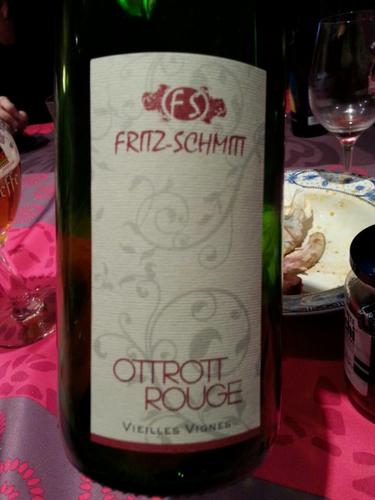 FS
FRITZ-SCHMITT
OTTROTT
ROUGE
VIEILLES VIGNES